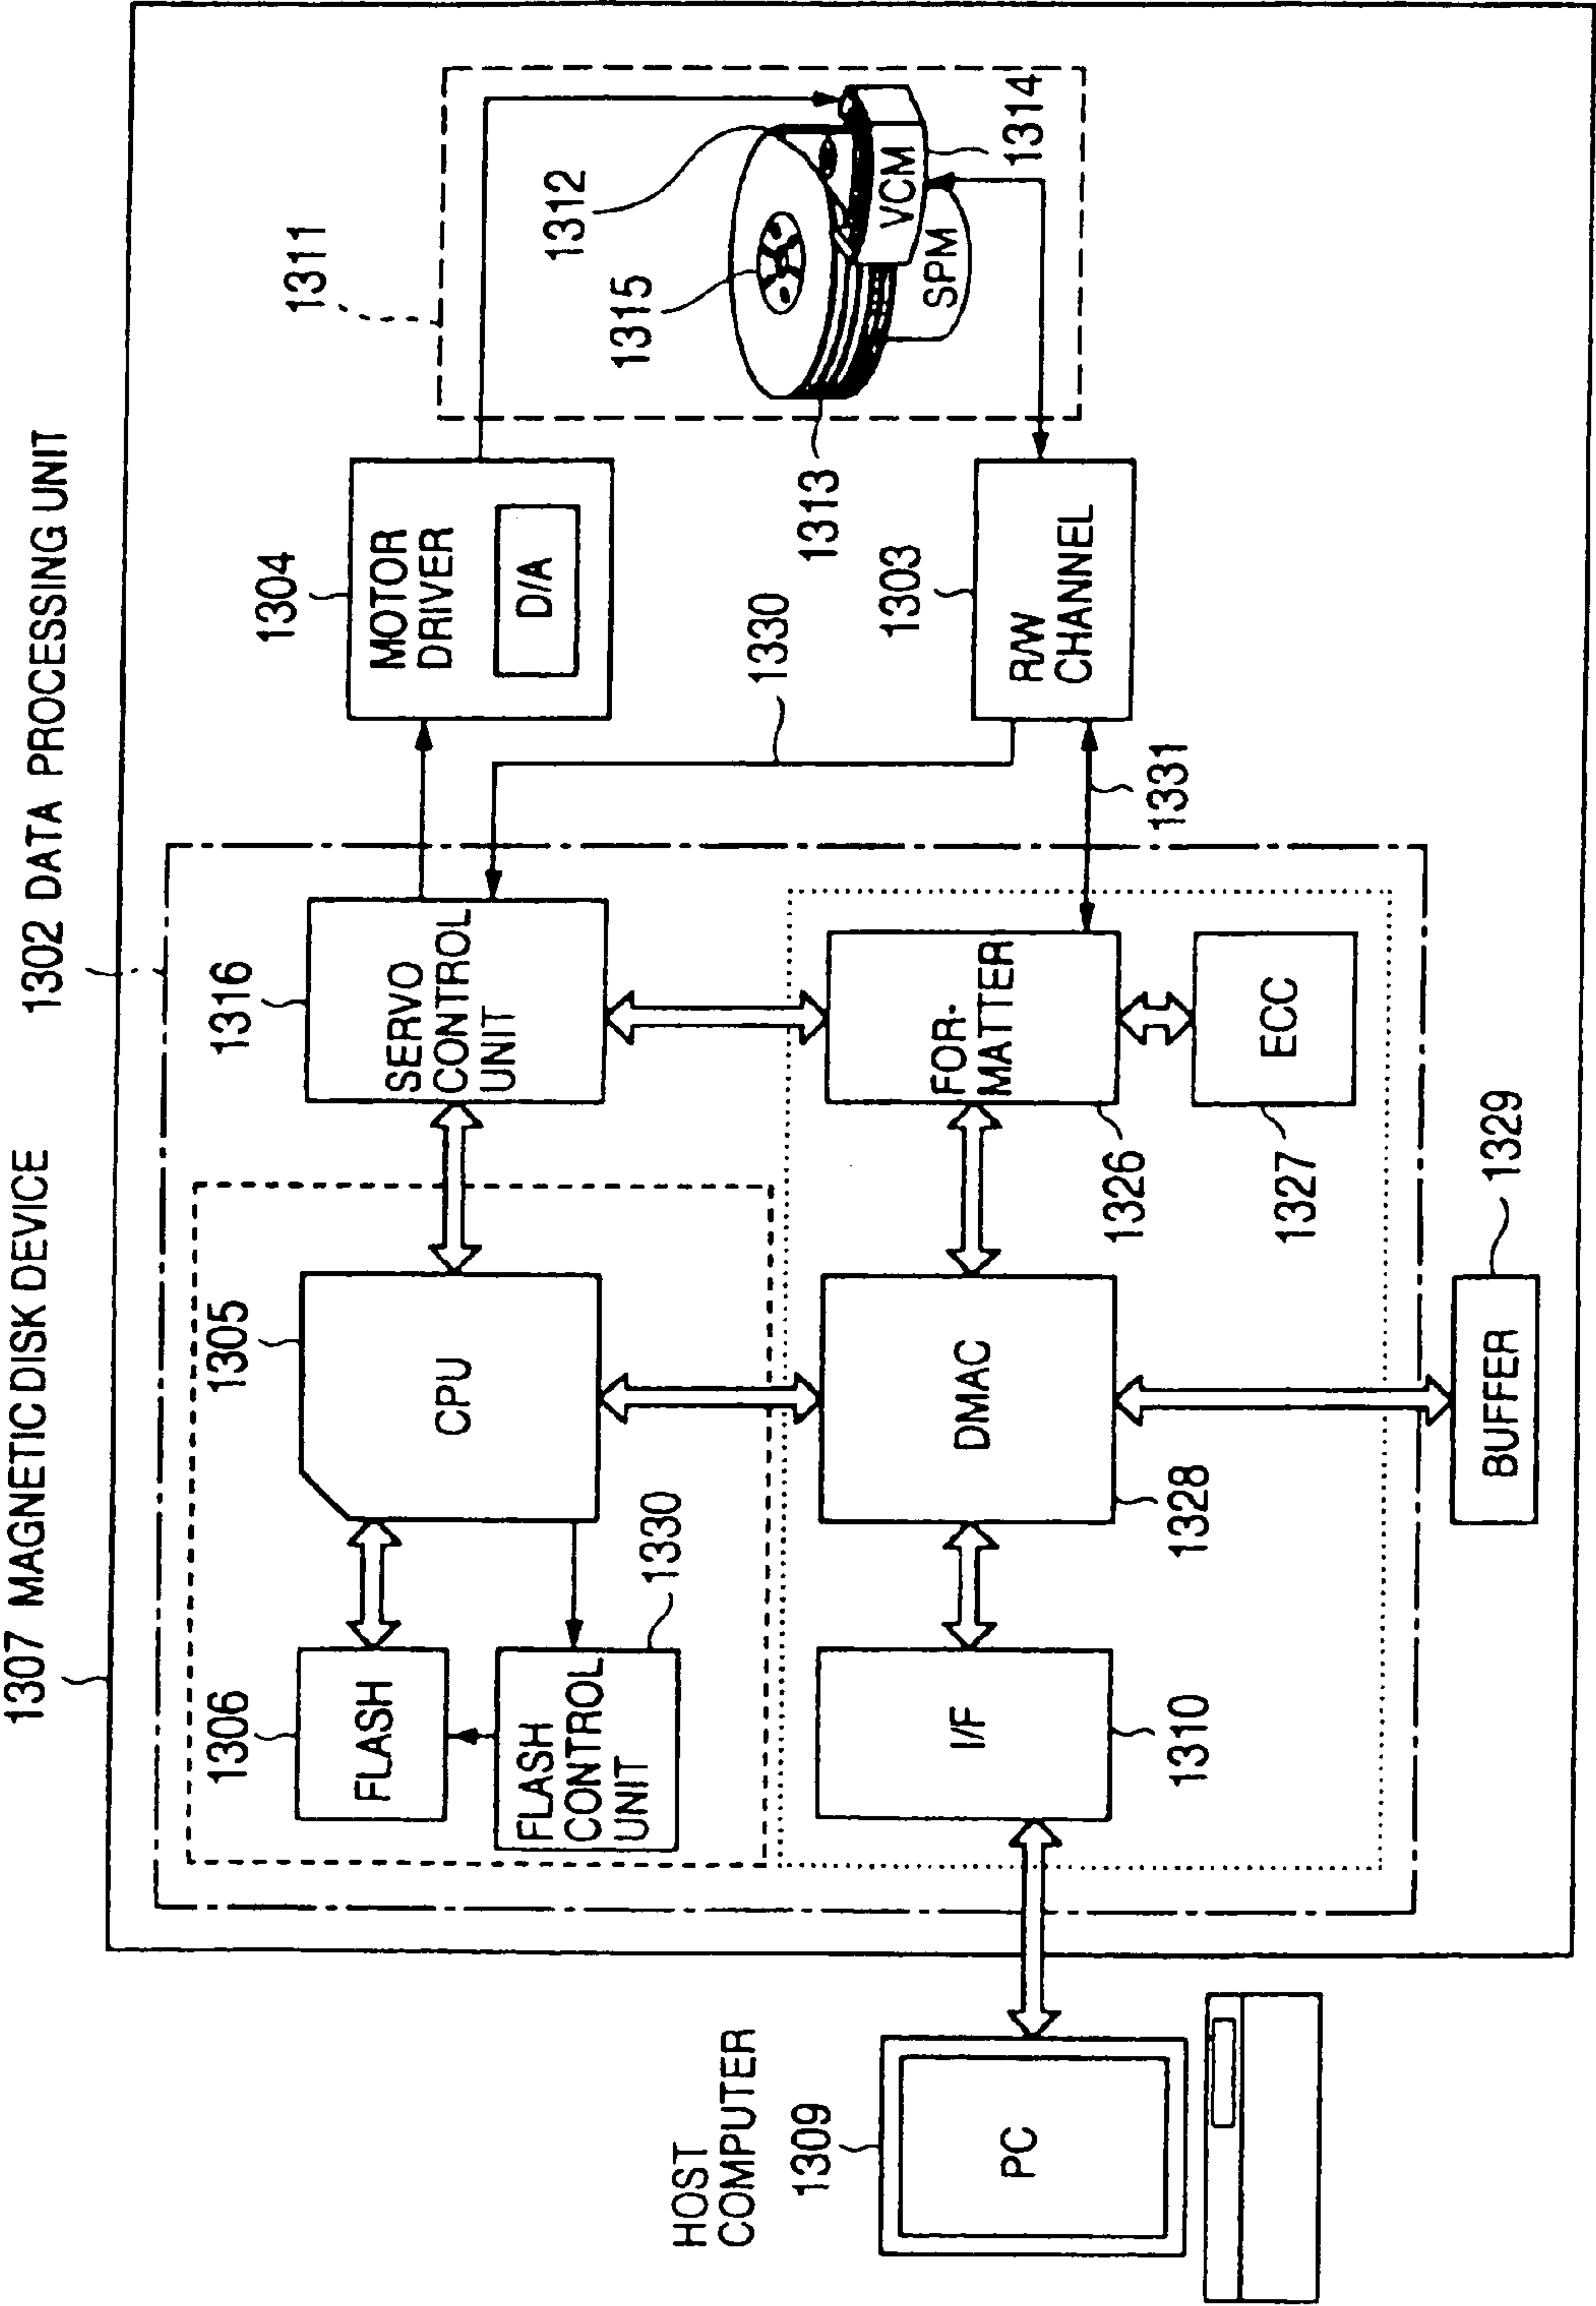 1307 MAGNETIC DISK DEVICE
1302 DATA PROCESSING UNIT
1306
FLASH
FLASH
CONTROL
UNIT
1330
1305
CPU
1316
SERVO
CONTROL
UNIT
1304
MOTOR
DRIVER
D/A
1311
1312
1315
1313
VCM
SPM
1314
1330
1303
R/W
CHANNEL
1331
HOST
COMPUTER
1309
PC
I/F
1310
DMAC
1328
FOR-
MATTER
1326
ECC
1327
BUFFER
1329